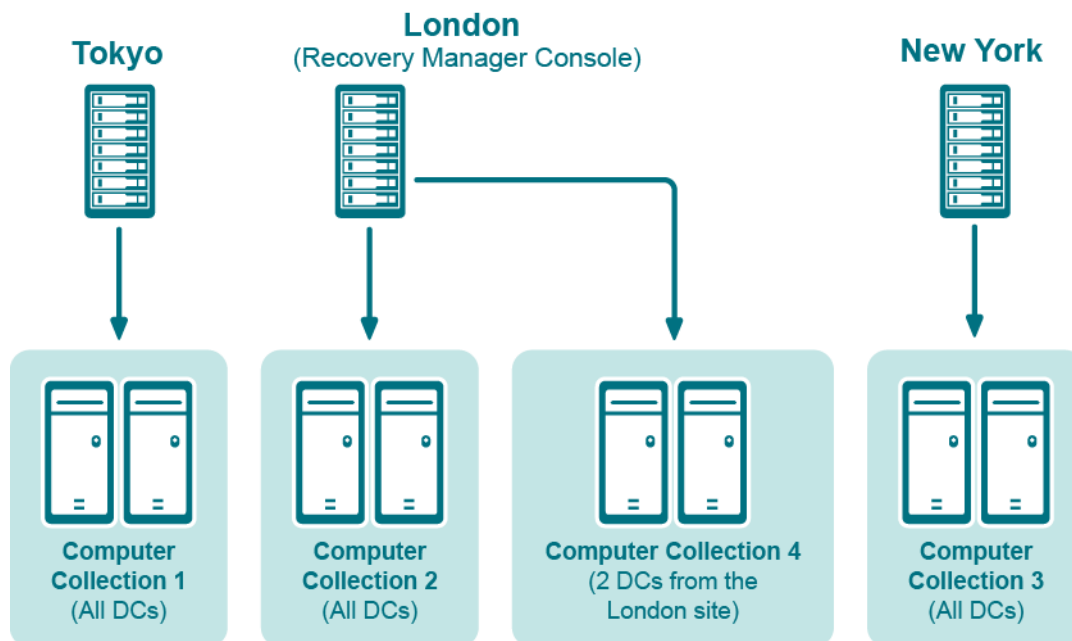 Tokyo
London
(Recovery Manager Console)
New York
Computer
Collection 1
(All DCs)
Computer
Collection 2
(All DCs)
Computer Collection 4
(2 DCs from the
London site)
Computer
Collection 3
(All DCs)